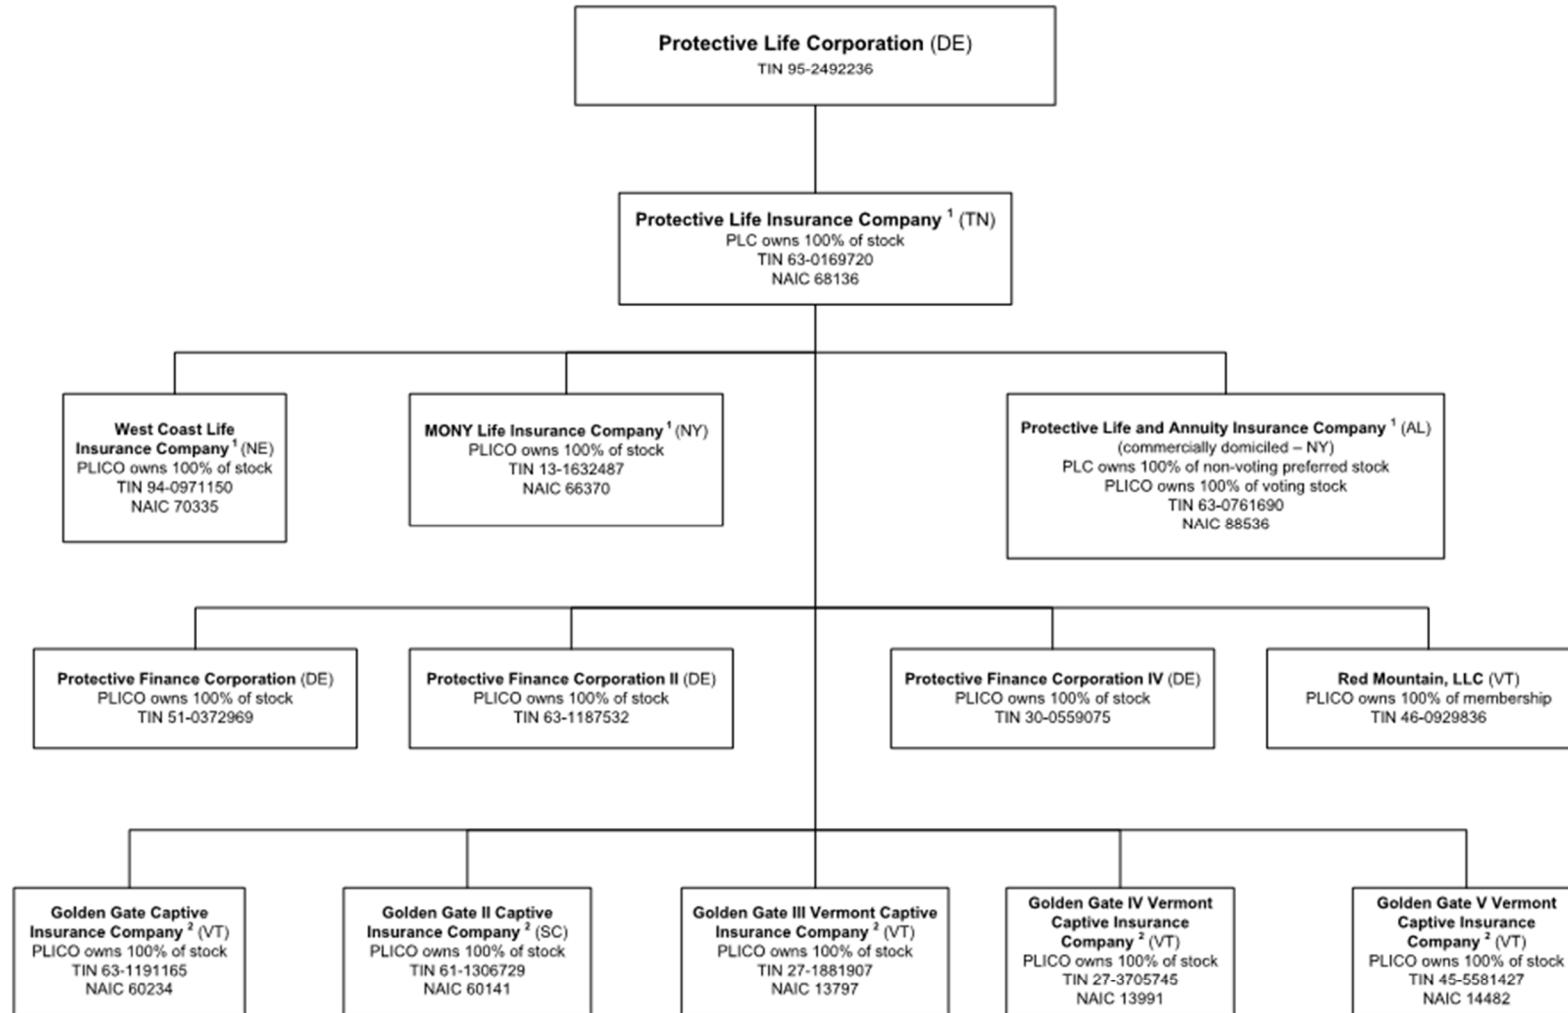 Protective Life Corporation (DE)
TIN 95-2492236
Protective Life Insurance Company 1 (TN)
PLC owns 100% of stock
TIN 63-0169720
NAIC 68136
West Coast Life
Insurance Company 1 (NE)
PLICO owns 100% of stock
TIN 94-0971150
NAIC 70335
MONY Life Insurance Company 1 (NY)
PLICO owns 100% of stock
TIN 13-1632487
NAIC 66370
Protective Life and Annuity Insurance Company 1 (AL)
(commercially domiciled – NY)
PLC owns 100% of non-voting preferred stock
PLICO owns 100% of voting stock
TIN 63-0761690
NAIC 88536
Protective Finance Corporation (DE)
PLICO owns 100% of stock
TIN 51-0372969
Protective Finance Corporation II (DE)
PLICO owns 100% of stock
TIN 63-1187532
Protective Finance Corporation IV (DE)
PLICO owns 100% of stock
TIN 30-0559075
Red Mountain, LLC (VT)
PLICO owns 100% of membership
TIN 46-0929836
Golden Gate Captive
Insurance Company 2 (VT)
PLICO owns 100% of stock
TIN 63-1191165
NAIC 60234
Golden Gate II Captive
Insurance Company 2 (SC)
PLICO owns 100% of stock
TIN 61-1306729
NAIC 60141
Golden Gate III Vermont Captive
Insurance Company 2 (VT)
PLICO owns 100% of stock
TIN 27-1881907
NAIC 13797
Golden Gate IV Vermont
Captive Insurance
Company 2 (VT)
PLICO owns 100% of stock
TIN 27-3705745
NAIC 13991
Golden Gate V Vermont
Captive Insurance
Company 2 (VT)
PLICO owns 100% of stock
TIN 45-5581427
NAIC 14482